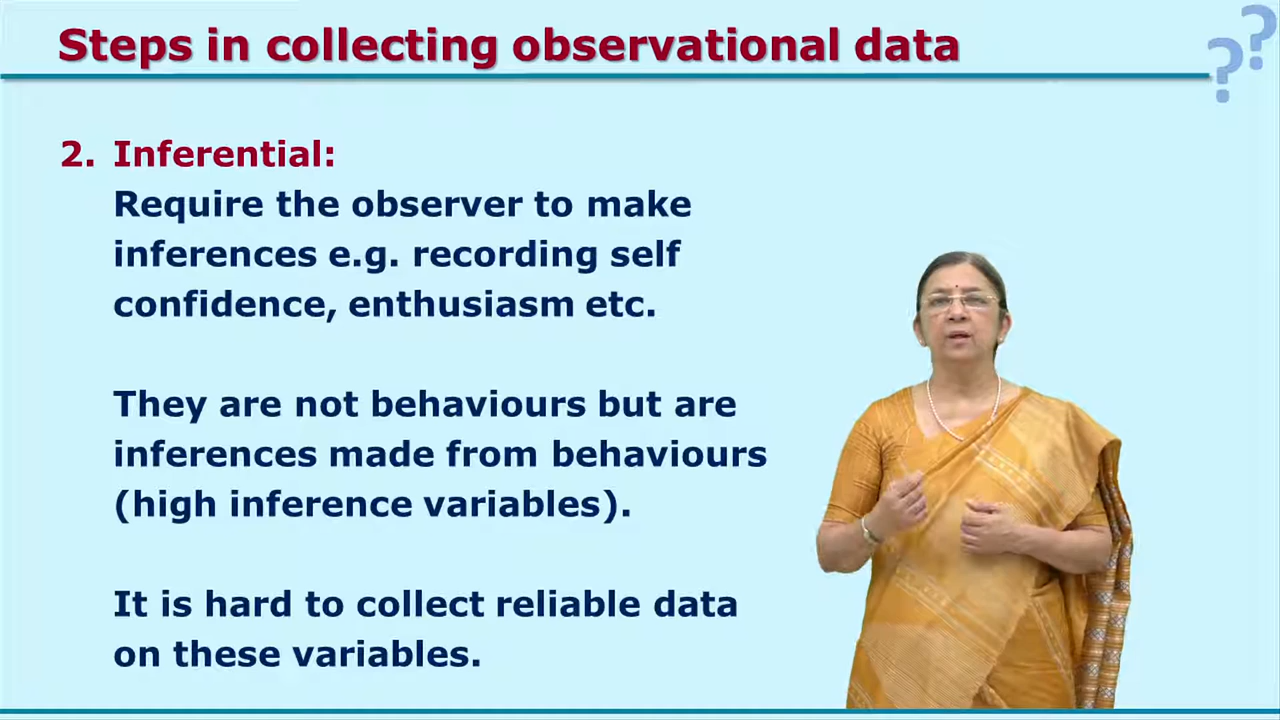 Steps in collecting observational data
??
2. Inferential:
Require the observer to make
inferences e.g. recording self
confidence, enthusiasm etc.
They are not behaviours but are
inferences made from behaviours
(high inference variables).
It is hard to collect reliable data
on these variables.